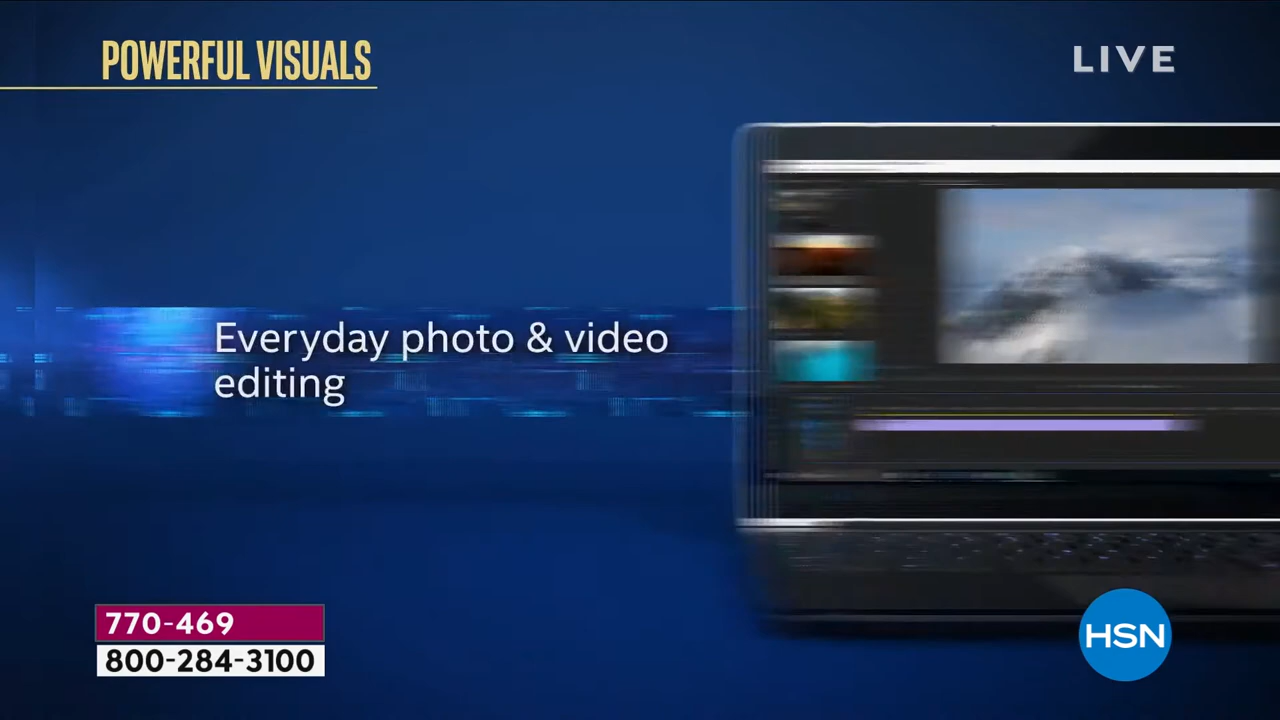 POWERFUL VISUALS
LIVE
Everyday photo & video
editing
770-469
800-284-3100
HSN